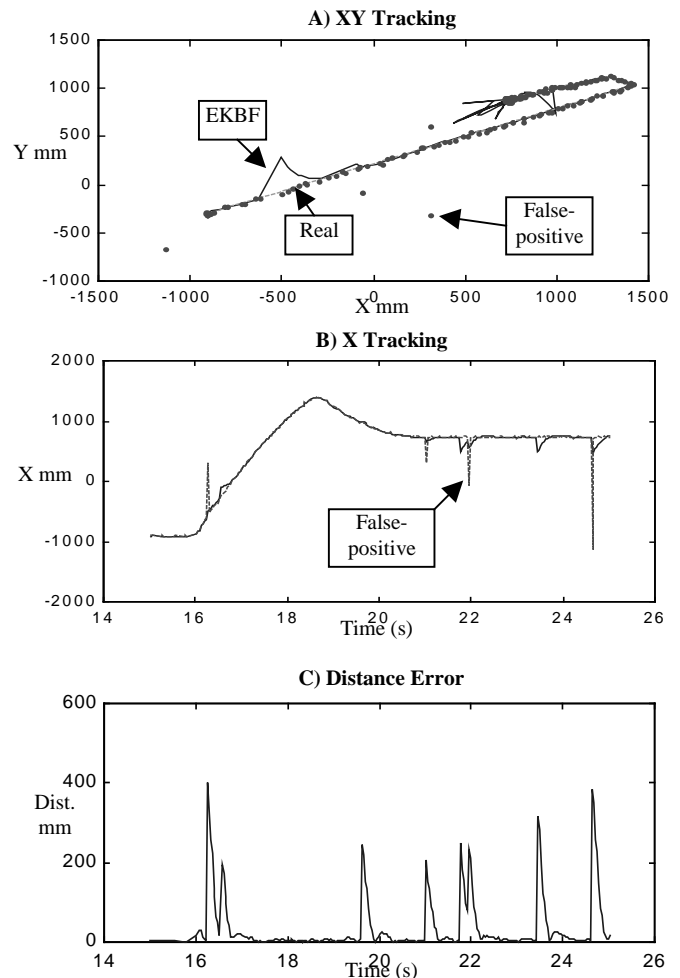 A) XY Tracking
1500
1000
500
0
-500
-1000
Y mm
EKBF
Real
False-
positive
-1500 -1000 -500 0 500 1000 1500
X mm
B) X Tracking
2000
1000
0
-1000
-2000
X mm
False-
positive
14 16 18 20 22 24 26
Time (s)
C) Distance Error
600
400
200
0
Dist.
mm
14 16 18 20 22 24 26
Time (s)